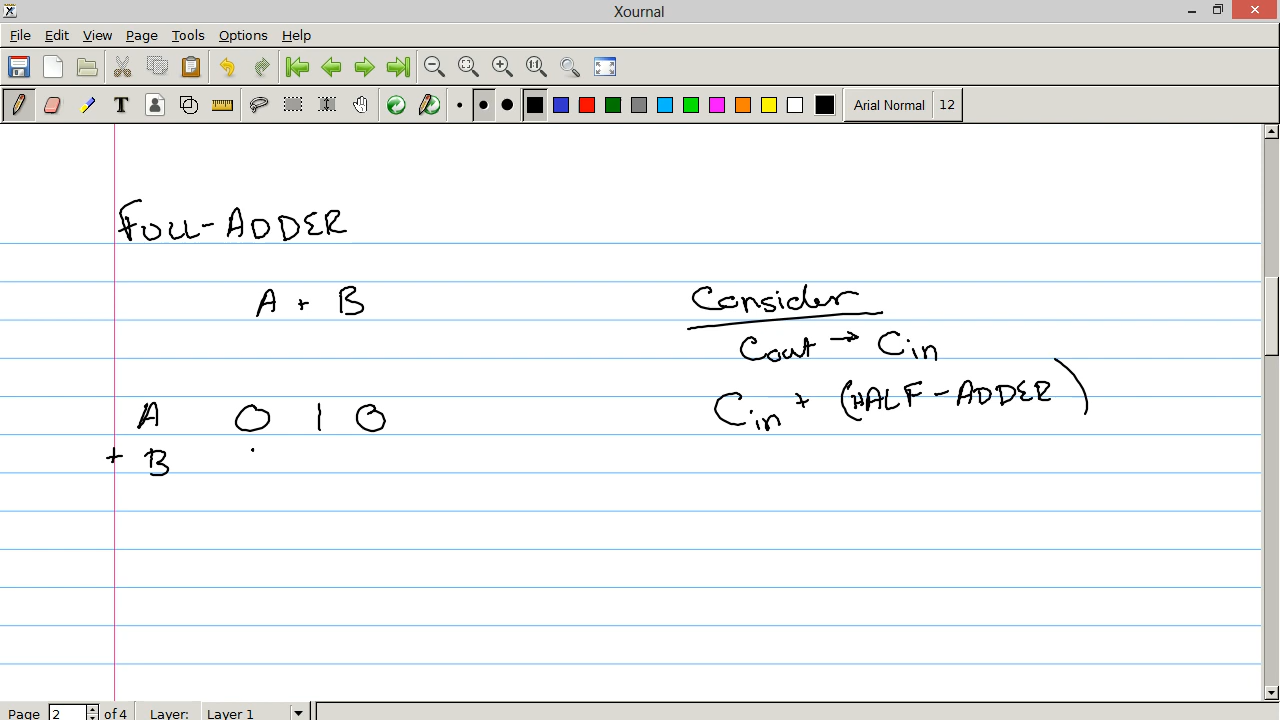 Xournal
File Edit View Page Tools Options Help
Arial Normal 12
FULL-ADDER
A + B
Consider
Cout → Cin
Cin + (HALF-ADDER)
A 0 1 0
+ B
Page 2 of 4 Layer: Layer 1